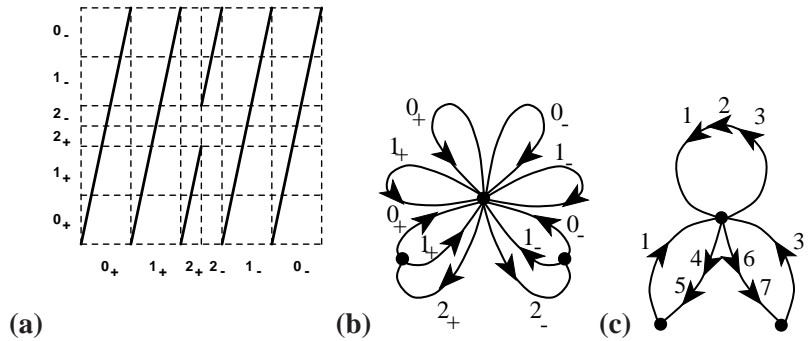 0-
1-
2-
2+
1+
0+
0+ 1+ 2+ 2- 1- 0-
(a)
0+ 0-
1+ 1-
0+ 0-
1+ 1-
2+ 2-
(b)
1 2 3
1 4 6 3
5 7
(c)